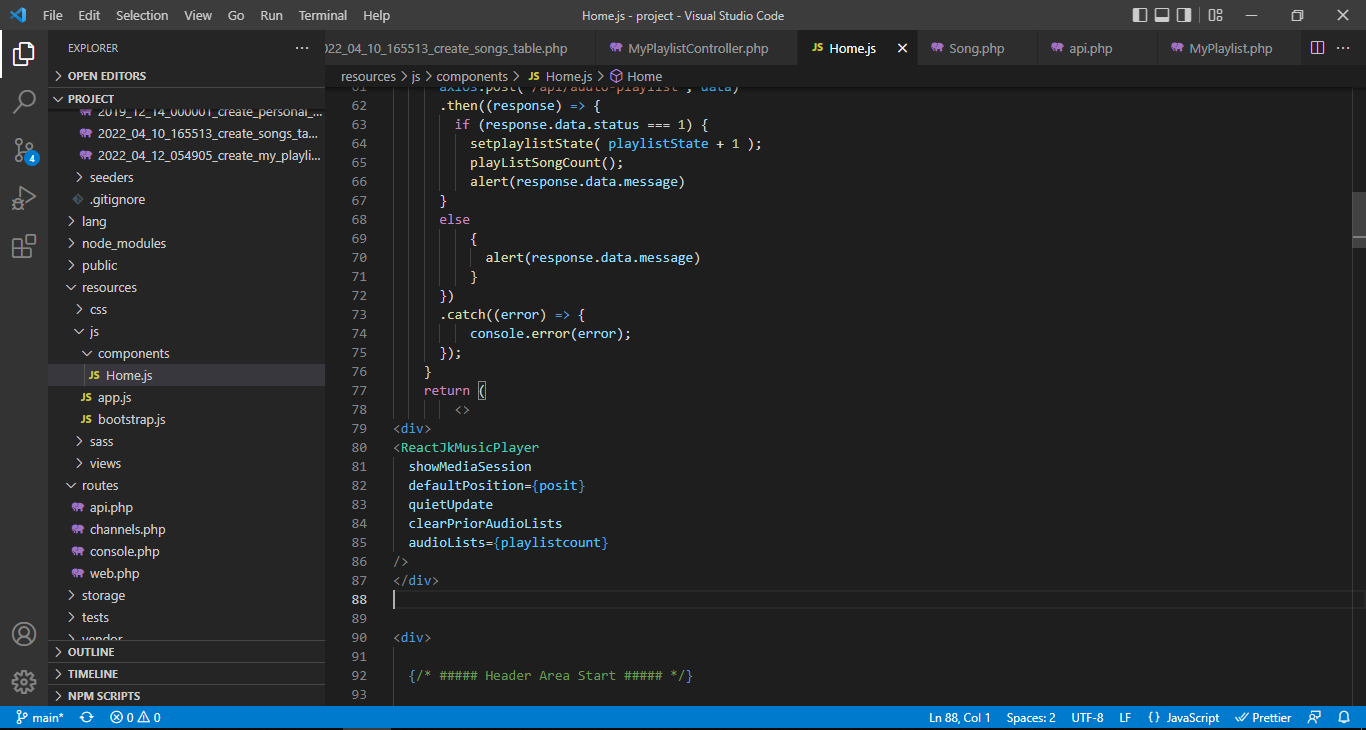 File Edit Selection View Go Run Terminal Help
Home.js - project - Visual Studio Code
EXPLORER
OPEN EDITORS
PROJECT
2019_12_14_000001_create_personal_...
2022_04_10_165513_create_songs_ta...
2022_04_12_054905_create_my_playli...
seeders
.gitignore
lang
node_modules
public
resources
css
js
components
JS Home.js
JS app.js
JS bootstrap.js
sass
views
routes
api.php
channels.php
console.php
web.php
storage
tests
vendor
OUTLINE
TIMELINE
NPM SCRIPTS
4
022_04_10_165513_create_songs_table.php
MyPlaylistController.php
JS Home.js
Song.php
api.php
MyPlaylist.php
resources > js > components > JS Home.js > Home
61 axios.post( , data)
62 .then((response) => {
63 if (response.data.status === 1) {
64 setplaylistState( playlistState + 1 );
65 playListSongCount();
66 alert(response.data.message)
67 }
68 else
69 {
70 alert(response.data.message)
71 }
72 })
73 .catch((error) => {
74 console.error(error);
75 });
76 }
77 return (
78 <>
79 <div>
80 <ReactJkMusicPlayer
81 showMediaSession
82 defaultPosition={posit}
83 quietUpdate
84 clearPriorAudioLists
85 audioLists={playlistcount}
86 />
87 </div>
88
89
90 <div>
91
92 {/* ##### Header Area Start ##### */}
93
main* 0 0
Ln 88, Col 1 Spaces: 2 UTF-8 LF {} JavaScript Prettier